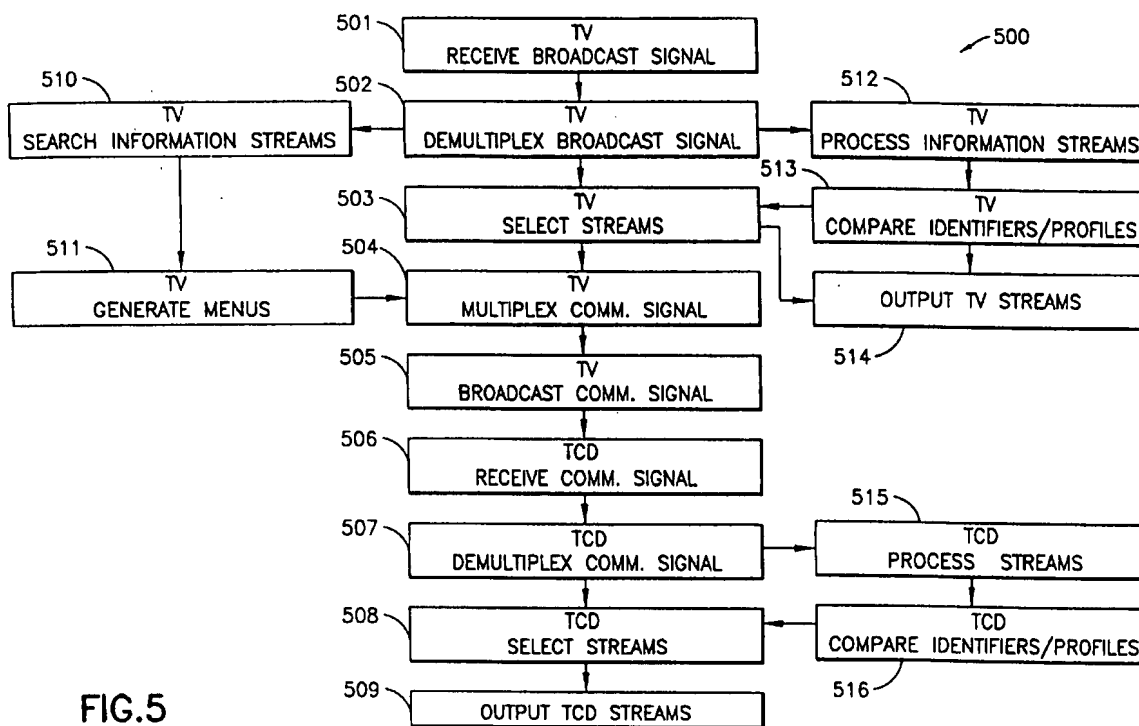 501
TV
RECEIVE BROADCAST SIGNAL
500
510
TV
SEARCH INFORMATION STREAMS
502
TV
DEMULTIPLEX BROADCAST SIGNAL
512
TV
PROCESS INFORMATION STREAMS
503
TV
SELECT STREAMS
513
TV
COMPARE IDENTIFIERS/PROFILES
511
TV
GENERATE MENUS
504
TV
MULTIPLEX COMM. SIGNAL
OUTPUT TV STREAMS
514
505
TV
BROADCAST COMM. SIGNAL
506
TCD
RECEIVE COMM. SIGNAL
507
TCD
DEMULTIPLEX COMM. SIGNAL
515
TCD
PROCESS STREAMS
508
TCD
SELECT STREAMS
TCD
COMPARE IDENTIFIERS/PROFILES
516
509
OUTPUT TCD STREAMS
FIG.5